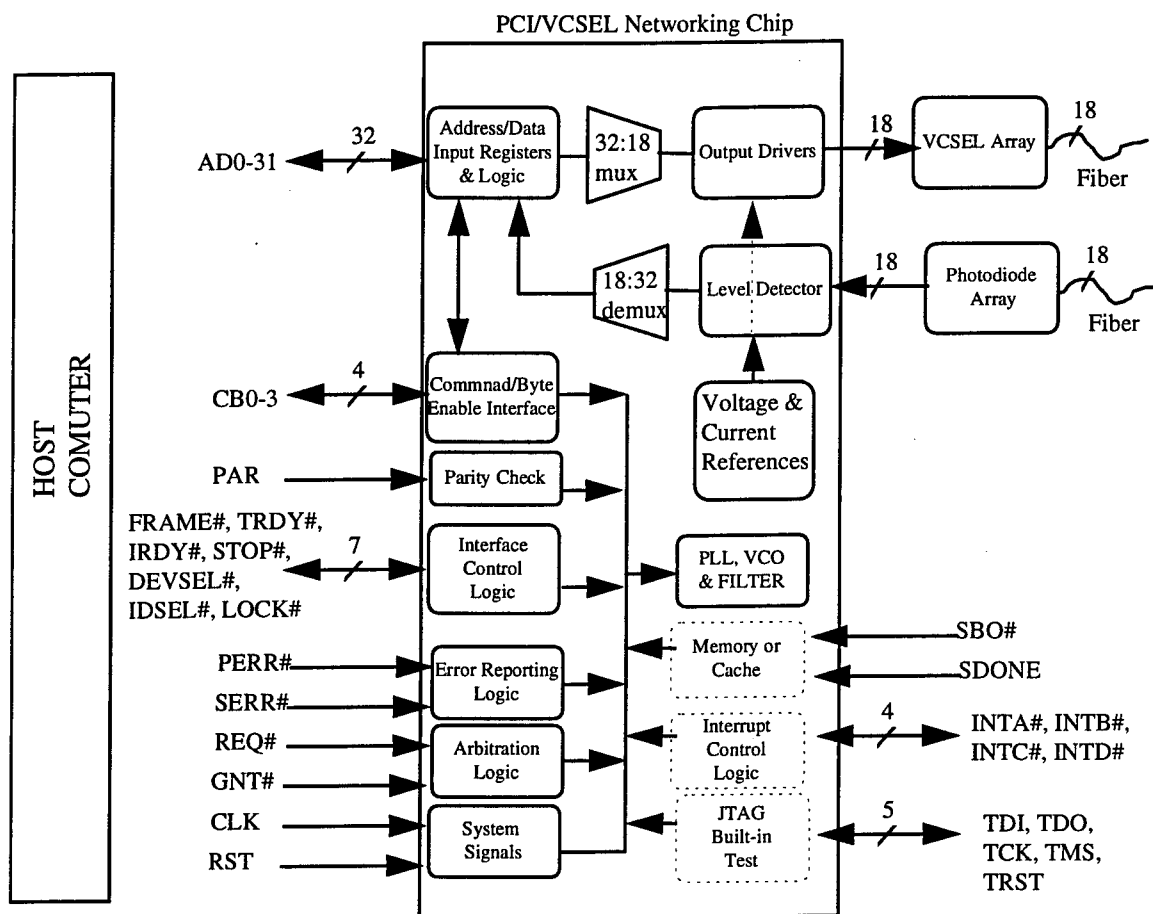 PCI/VCSEL Networking Chip
HOST
COMUTER
AD0-31
32
Address/Data
Input Registers
& Logic
32:18
mux
Output Drivers
18
VCSEL Array
18
Fiber
18:32
demux
Level Detector
18
Photodiode
Array
18
Fiber
CB0-3
4
Commnad/Byte
Enable Interface
Voltage &
Current
References
PAR
Parity Check
FRAME#, TRDY#,
IRDY#, STOP#,
DEVSEL#,
IDSEL#, LOCK#
7
Interface
Control
Logic
PLL, VCO
& FILTER
PERR#
SERR#
Error Reporting
Logic
Memory or
Cache
SBO#
SDONE
REQ#
GNT#
Arbitration
Logic
Interrupt
Control
Logic
4
INTA#, INTB#,
INTC#, INTD#
CLK
RST
System
Signals
JTAG
Built-in
Test
5
TDI, TDO,
TCK, TMS,
TRST